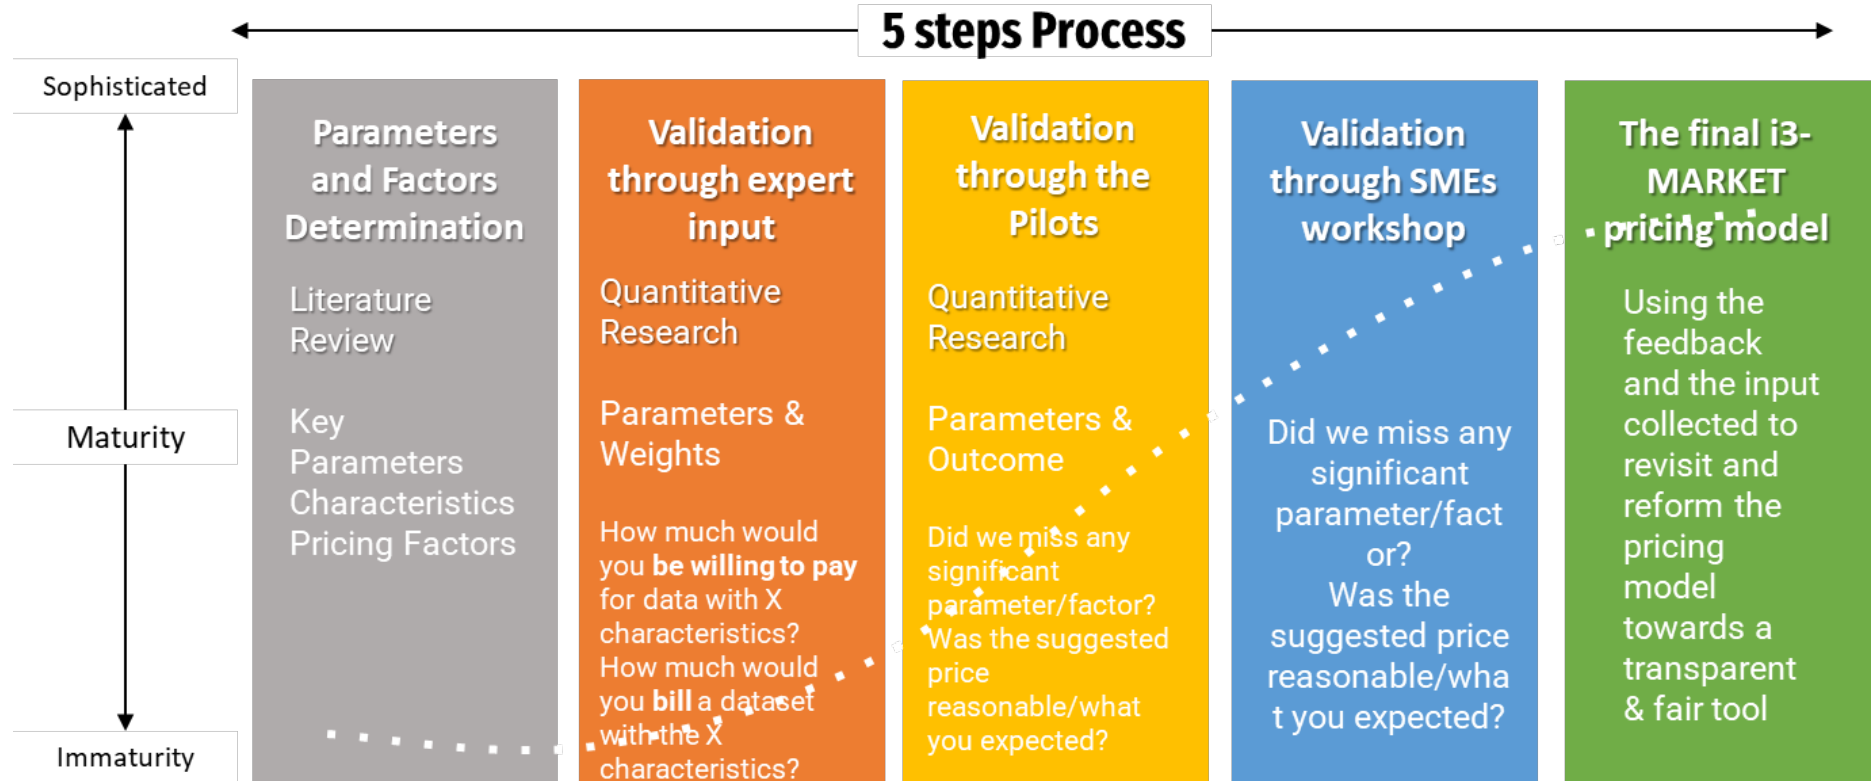 5 steps Process
Sophisticated
Maturity
Immaturity
Parameters
and Factors
Determination
Literature
Review
Key
Parameters
Characteristics
Pricing Factors
Validation
through expert
input
Quantitative
Research
Parameters &
Weights
How much would
you be willing to pay
for data with X
characteristics?
How much would
you bill a dataset
with the X
characteristics?
Validation
through the
Pilots
Quantitative
Research
Parameters &
Outcome
Did we miss any
significant
parameter/factor?
Was the suggested
price
reasonable/what
you expected?
Validation
through SMEs
workshop
Did we miss any
significant
parameter/fact
or?
Was the
suggested price
reasonable/wha
t you expected?
The final i3-
MARKET
pricing model
Using the
feedback
and the input
collected to
revisit and
reform the
pricing
model
towards a
transparent
& fair tool